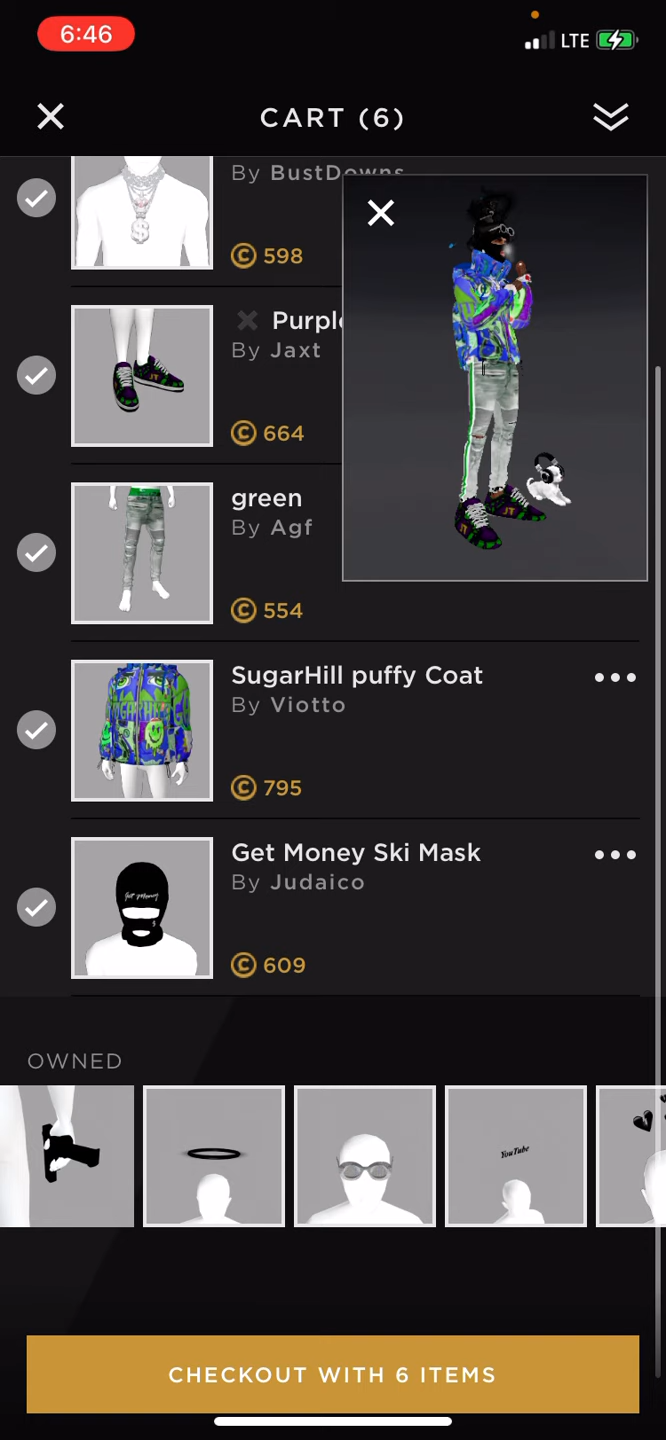 6:46
LTE
CART (6)
By BustDowns
598
Purple
By Jaxt
664
green
By Agf
554
SugarHill puffy Coat
By Viotto
795
Get Money Ski Mask
By Judaico
609
OWNED
YouTube
CHECKOUT WITH 6 ITEMS